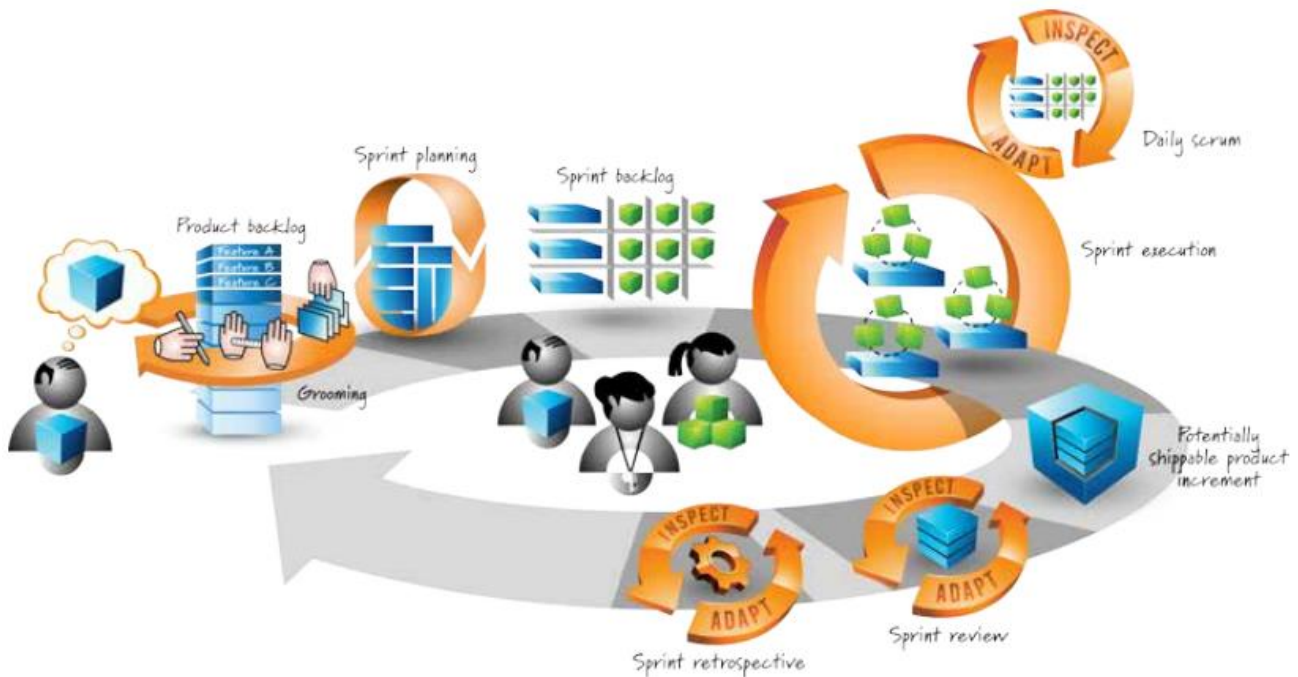 INSPECT
ADAPT
Daily scrum
Sprint planning
Sprint backlog
Product backlog
Feature A
Feature B
Feature C
Sprint execution
Grooming
Potentially
shippable product
increment
INSPECT
ADAPT
Sprint review
INSPECT
ADAPT
Sprint retrospective